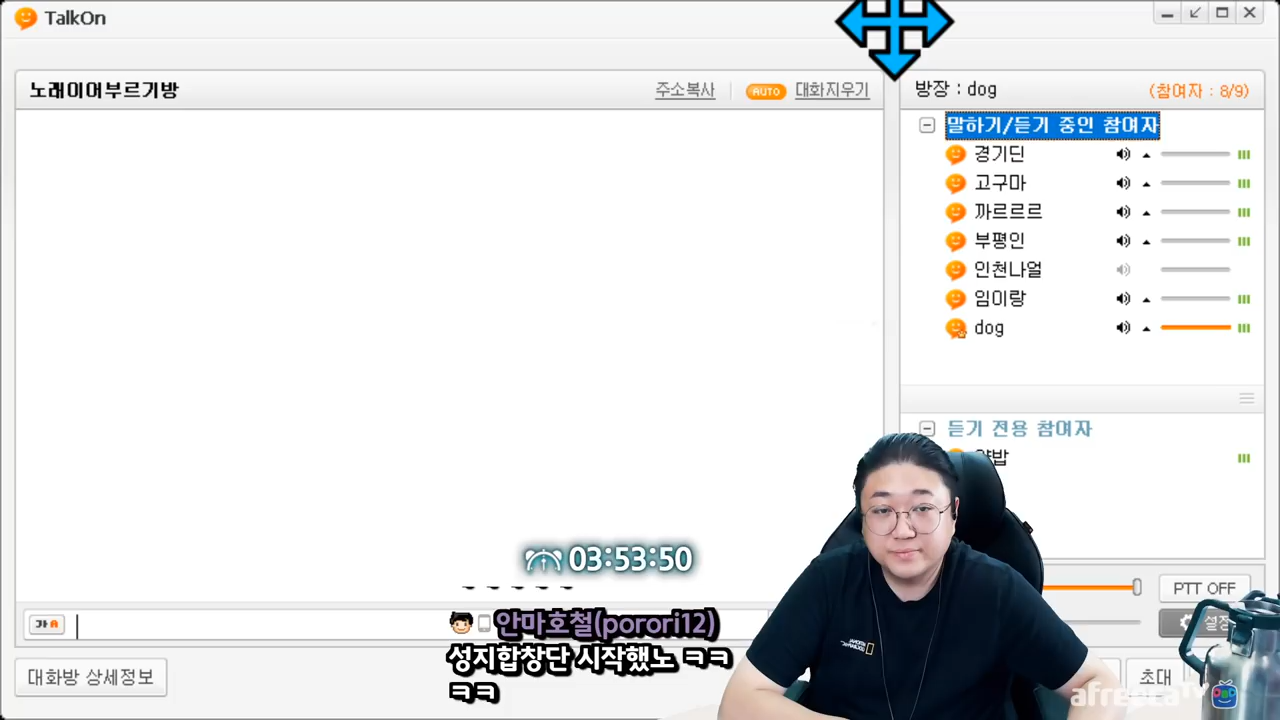 TalkOn
노래이어부르기방
주소복사
AUTO
대화지우기
방장 : dog
(참여자 : 8/9)
말하기/듣기 중인 참여자
경기딘
고구마
까르르르
부평인
인천나얼
임이랑
dog
듣기 전용 참여자
03:53:50
PTT OFF
가
안마호철(porori12)
성지합창단 시작했노 ㅋㅋ
ㅋㅋ
대화방 상세정보
초대
afreecaTV